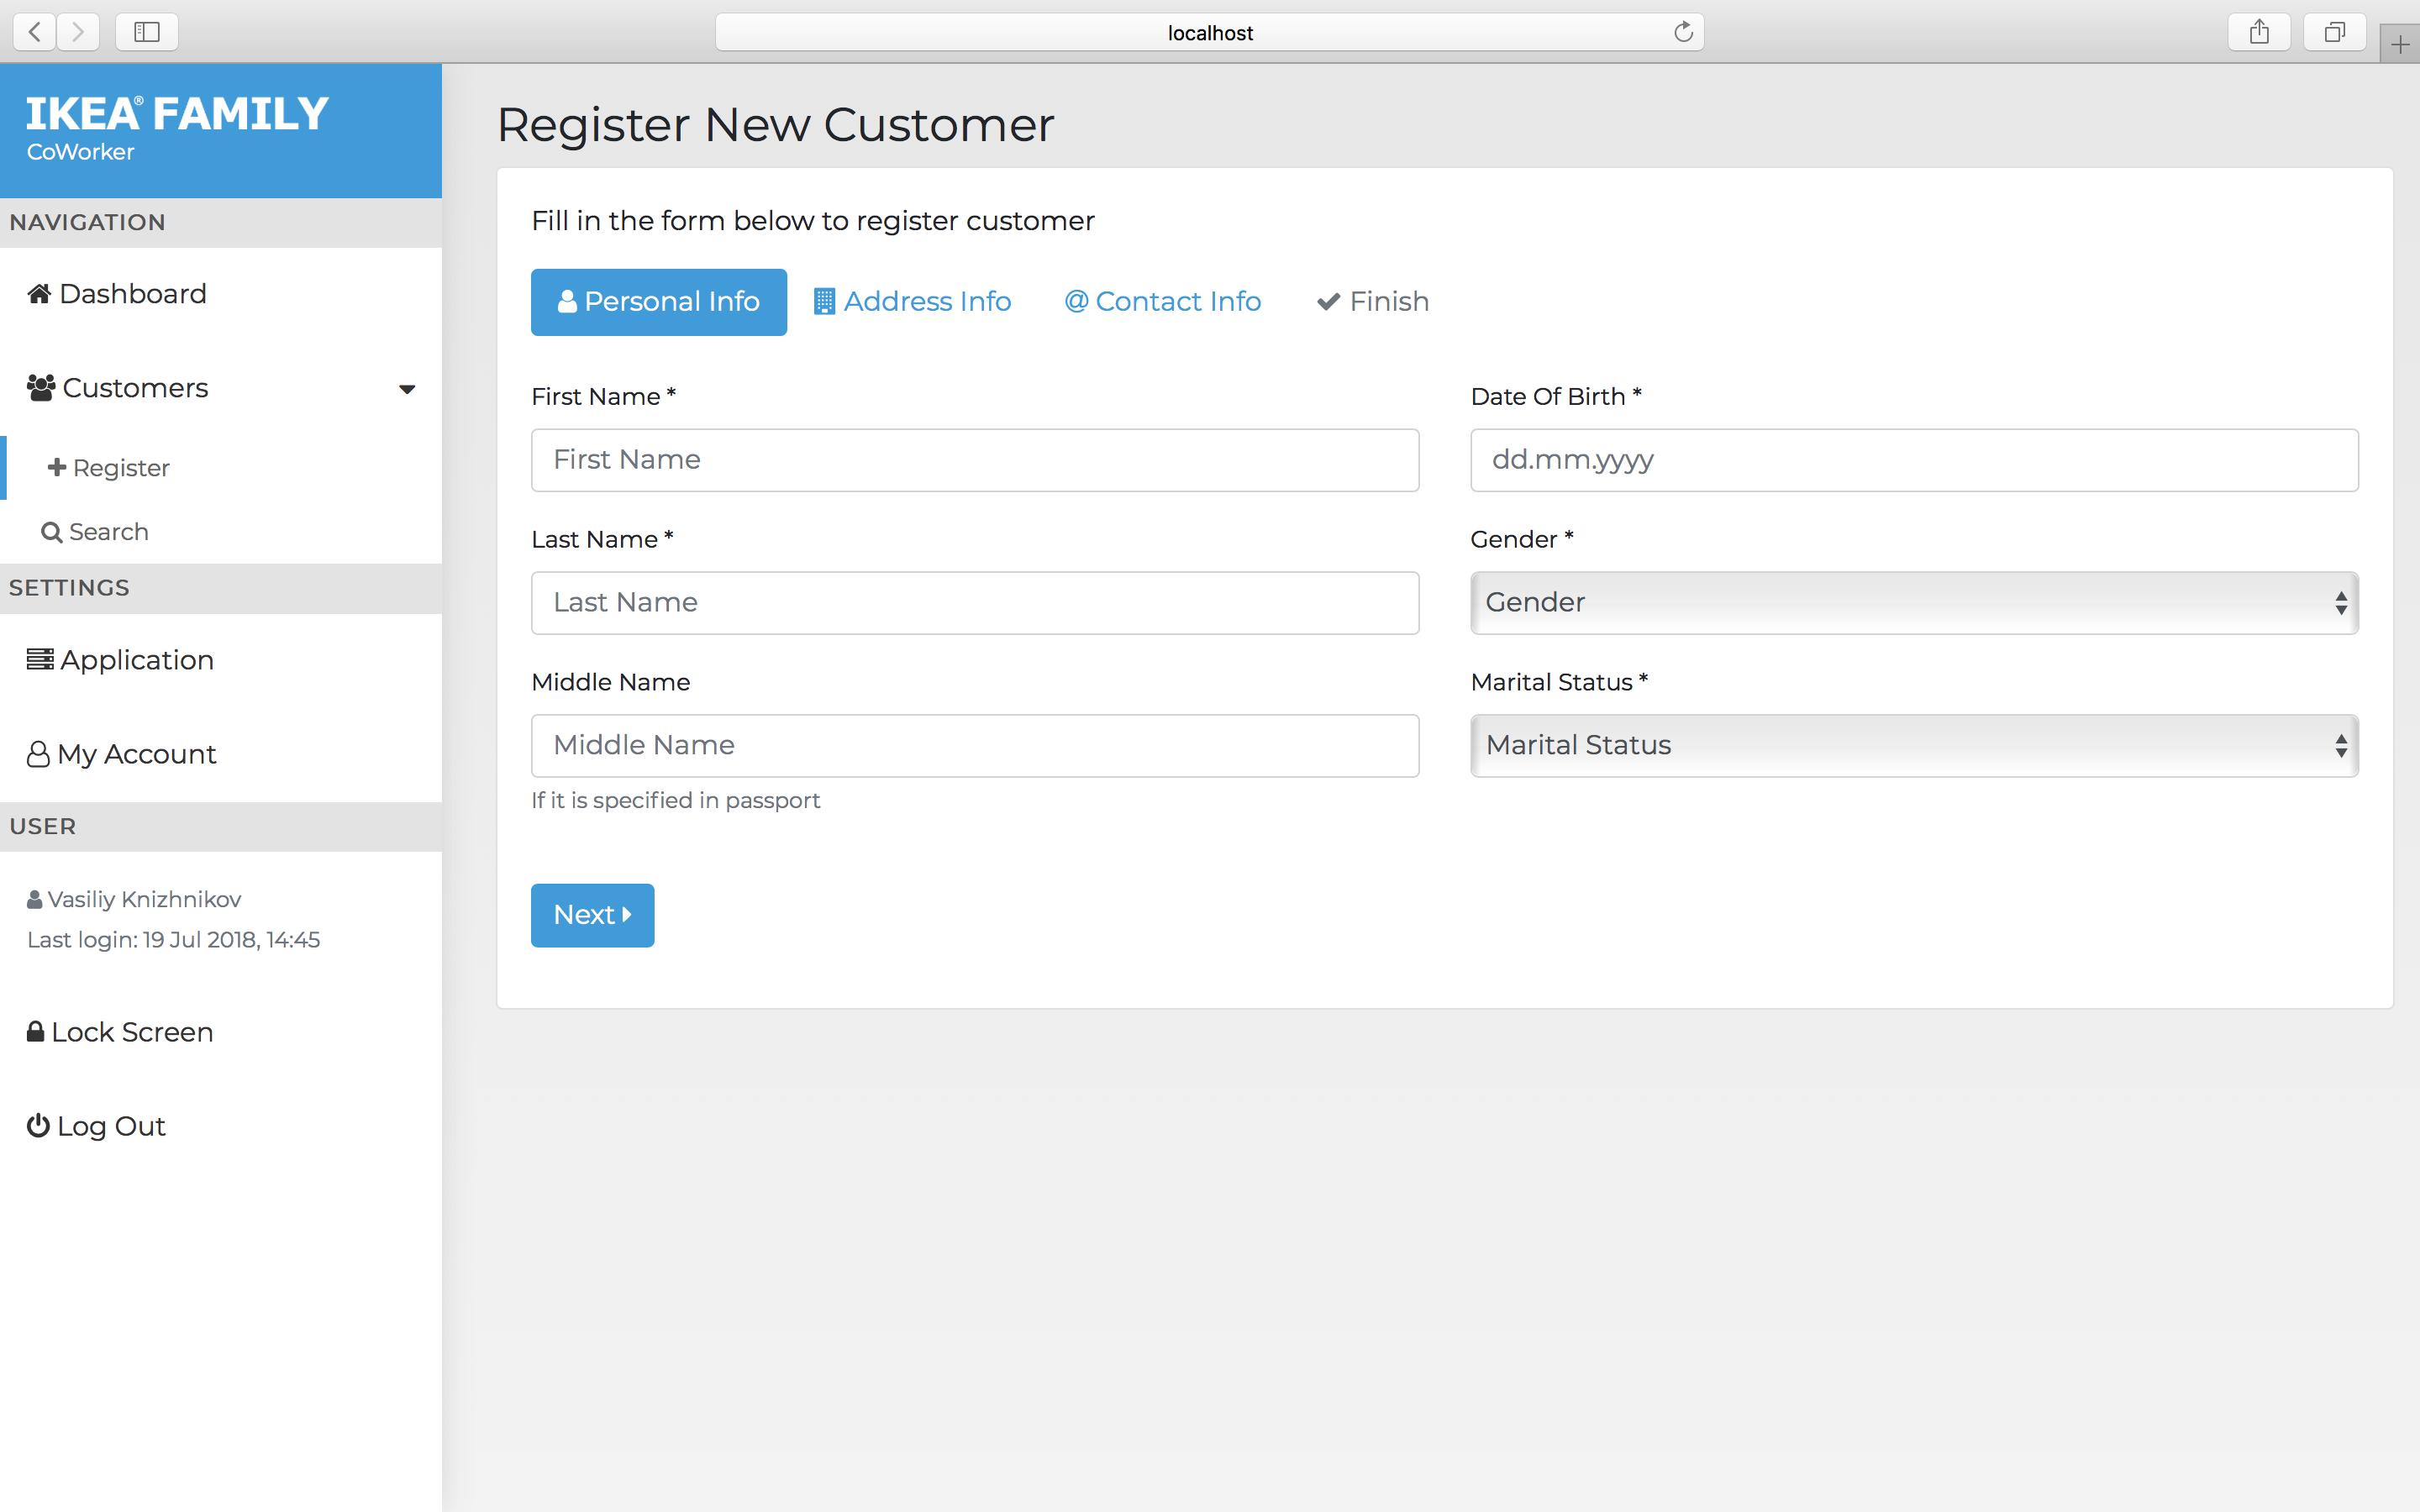 localhost
IKEA® FAMILY
CoWorker
NAVIGATION
Dashboard
Customers
Register
Search
SETTINGS
Application
My Account
USER
Vasiliy Knizhnikov
Last login: 19 Jul 2018, 14:45
Lock Screen
Log Out
Register New Customer
Fill in the form below to register customer
Personal Info Address Info @ Contact Info Finish
First Name *
First Name
Last Name *
Last Name
Middle Name
Middle Name
If it is specified in passport
Date Of Birth *
dd.mm.yyyy
Gender *
Gender
Marital Status *
Marital Status
Next